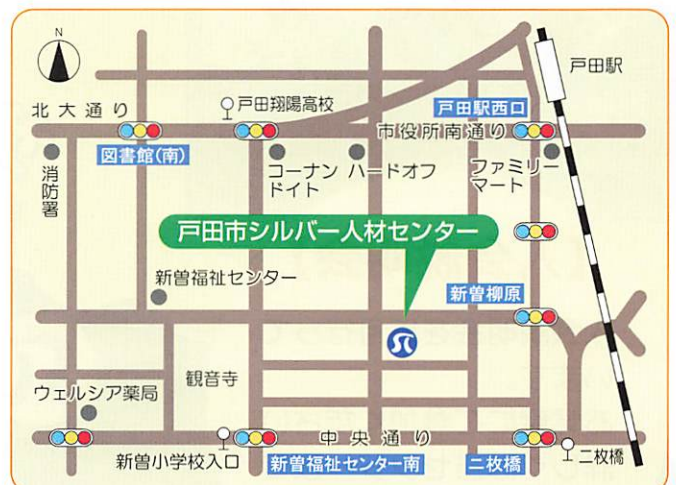 N
戸田駅
戸田翔陽高校
戸田駅西口
北大通り
市役所南通り
図書館(南)
消防署
コーナン
ドイト
ハードオフ
ファミリー
マート
戸田市シルバー人材センター
新曽福祉センター
新曽柳原
観音寺
ウェルシア薬局
中央通り
新曽小学校入口
新曽福祉センター南
二枚橋
二枚橋